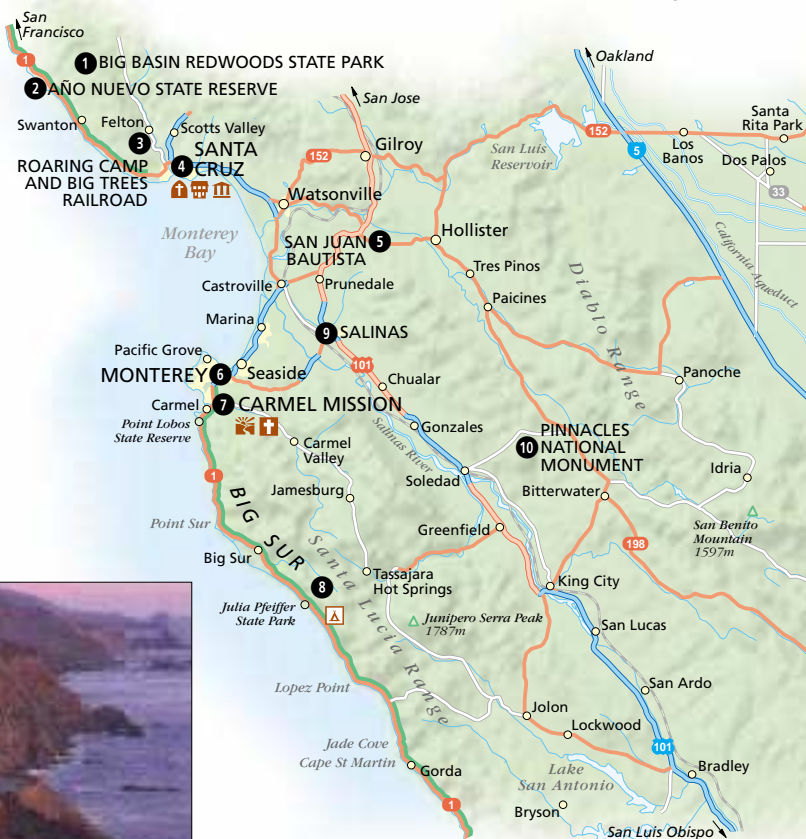 San
Francisco
1
1 BIG BASIN REDWOODS STATE PARK
2 AÑO NUEVO STATE RESERVE
Swanton
Felton
3
Scotts Valley
ROARING CAMP
AND BIG TREES
RAILROAD
4 SANTA
CRUZ
San Jose
Oakland
Gilroy
152
San Luis
Reservoir
152
5
Los
Banos
Santa
Rita Park
Dos Palos
33
California Aqueduct
Watsonville
Monterey
Bay
SAN JUAN 5
BAUTISTA
Hollister
Tres Pinos
Paicines
Diablo Range
Castroville
Prunedale
Marina
9 SALINAS
Pacific Grove
MONTEREY 6
Seaside
101
Chualar
Panoche
Carmel
7 CARMEL MISSION
Point Lobos
State Reserve
Gonzales
Salinas River
Carmel
Valley
10 PINNACLES
NATIONAL
MONUMENT
Soledad
Bitterwater
Idria
1
BIG SUR
Jamesburg
Point Sur
Greenfield
San Benito
Mountain
1597m
198
Big Sur
Santa Lucia Range
Tassajara
Hot Springs
8
King City
Julia Pfeiffer
State Park
Junipero Serra Peak
1787m
San Lucas
Lopez Point
San Ardo
Jolon
Lockwood
101
Jade Cove
Cape St Martin
Gorda
Lake
San Antonio
Bradley
Bryson
1
San Luis Obispo